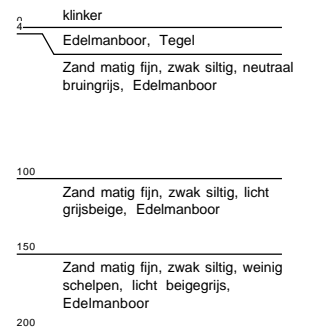 0
klinker
4
Edelmanboor, Tegel
Zand matig fijn, zwak siltig, neutraal
bruingrijs, Edelmanboor
100
Zand matig fijn, zwak siltig, licht
grijsbeige, Edelmanboor
150
Zand matig fijn, zwak siltig, weinig
schelpen, licht beigegrijs,
Edelmanboor
200